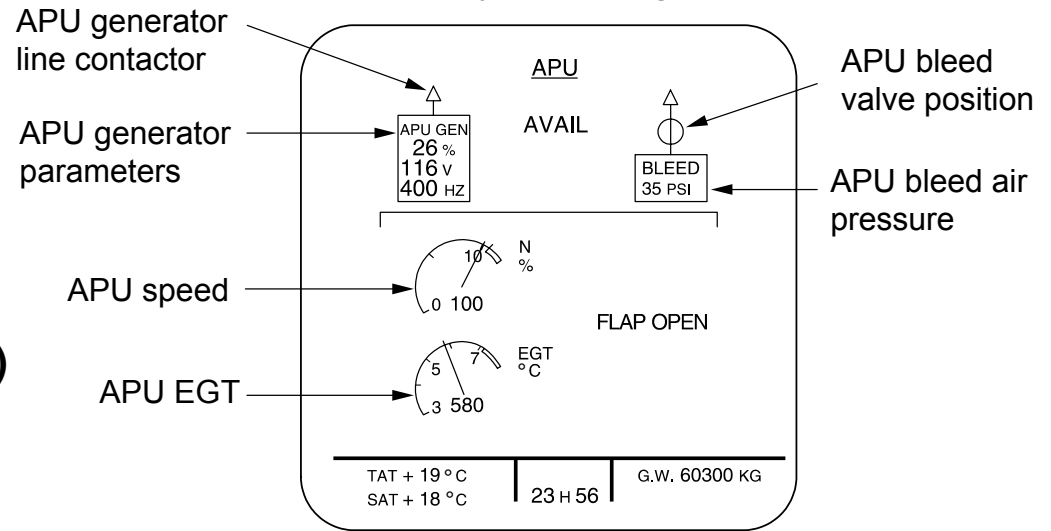 APU generator
line contactor
APU generator
parameters
APU speed
APU EGT
APU
AVAIL
APU GEN
26 %
116 V
400 HZ
BLEED
35 PSI
APU bleed
valve position
APU bleed air
pressure
10
N
%
0 100
FLAP OPEN
5
7
EGT
°C
3 580
TAT + 19 °C
SAT + 18 °C
23 H 56
G.W. 60300 KG